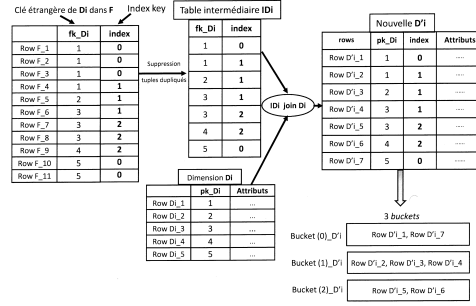 Clé étrangère de Di dans F
Index key
fk_Di index
Row F_1 1 0
Row F_2 1 0
Row F_3 1 0
Row F_4 1 1
Row F_5 2 1
Row F_6 3 1
Row F_7 3 2
Row F_8 3 2
Row F_9 4 2
Row F_10 5 0
Row F_11 5 0
Suppression
tuples dupliqués
Table intermédiaire IDi
fk_Di index
1 0
1 1
2 1
3 1
3 2
4 2
5 0
IDi join Di
Dimension Di
pk_Di Attributs
Row Di_1 1 ...
Row Di_2 2 ...
Row Di_3 3 ...
Row Di_4 4 ...
Row Di_5 5 ...
Nouvelle D'i
rows pk_Di index Attributs
Row D'i_1 1 0 .....
Row D'i_2 1 1 ......
Row D'i_3 2 1 ......
Row D'i_4 3 1 ......
Row D'i_5 3 2 ......
Row D'i_6 4 2 ......
Row D'i_7 5 0 ......
3 buckets
Bucket (0)_D'i Row D'i_1, Row D'i_7
Bucket (1)_D'i Row D'i_2, Row D'i_3, Row D'i_4
Bucket (2)_D'i Row D'i_5, Row D'i_6